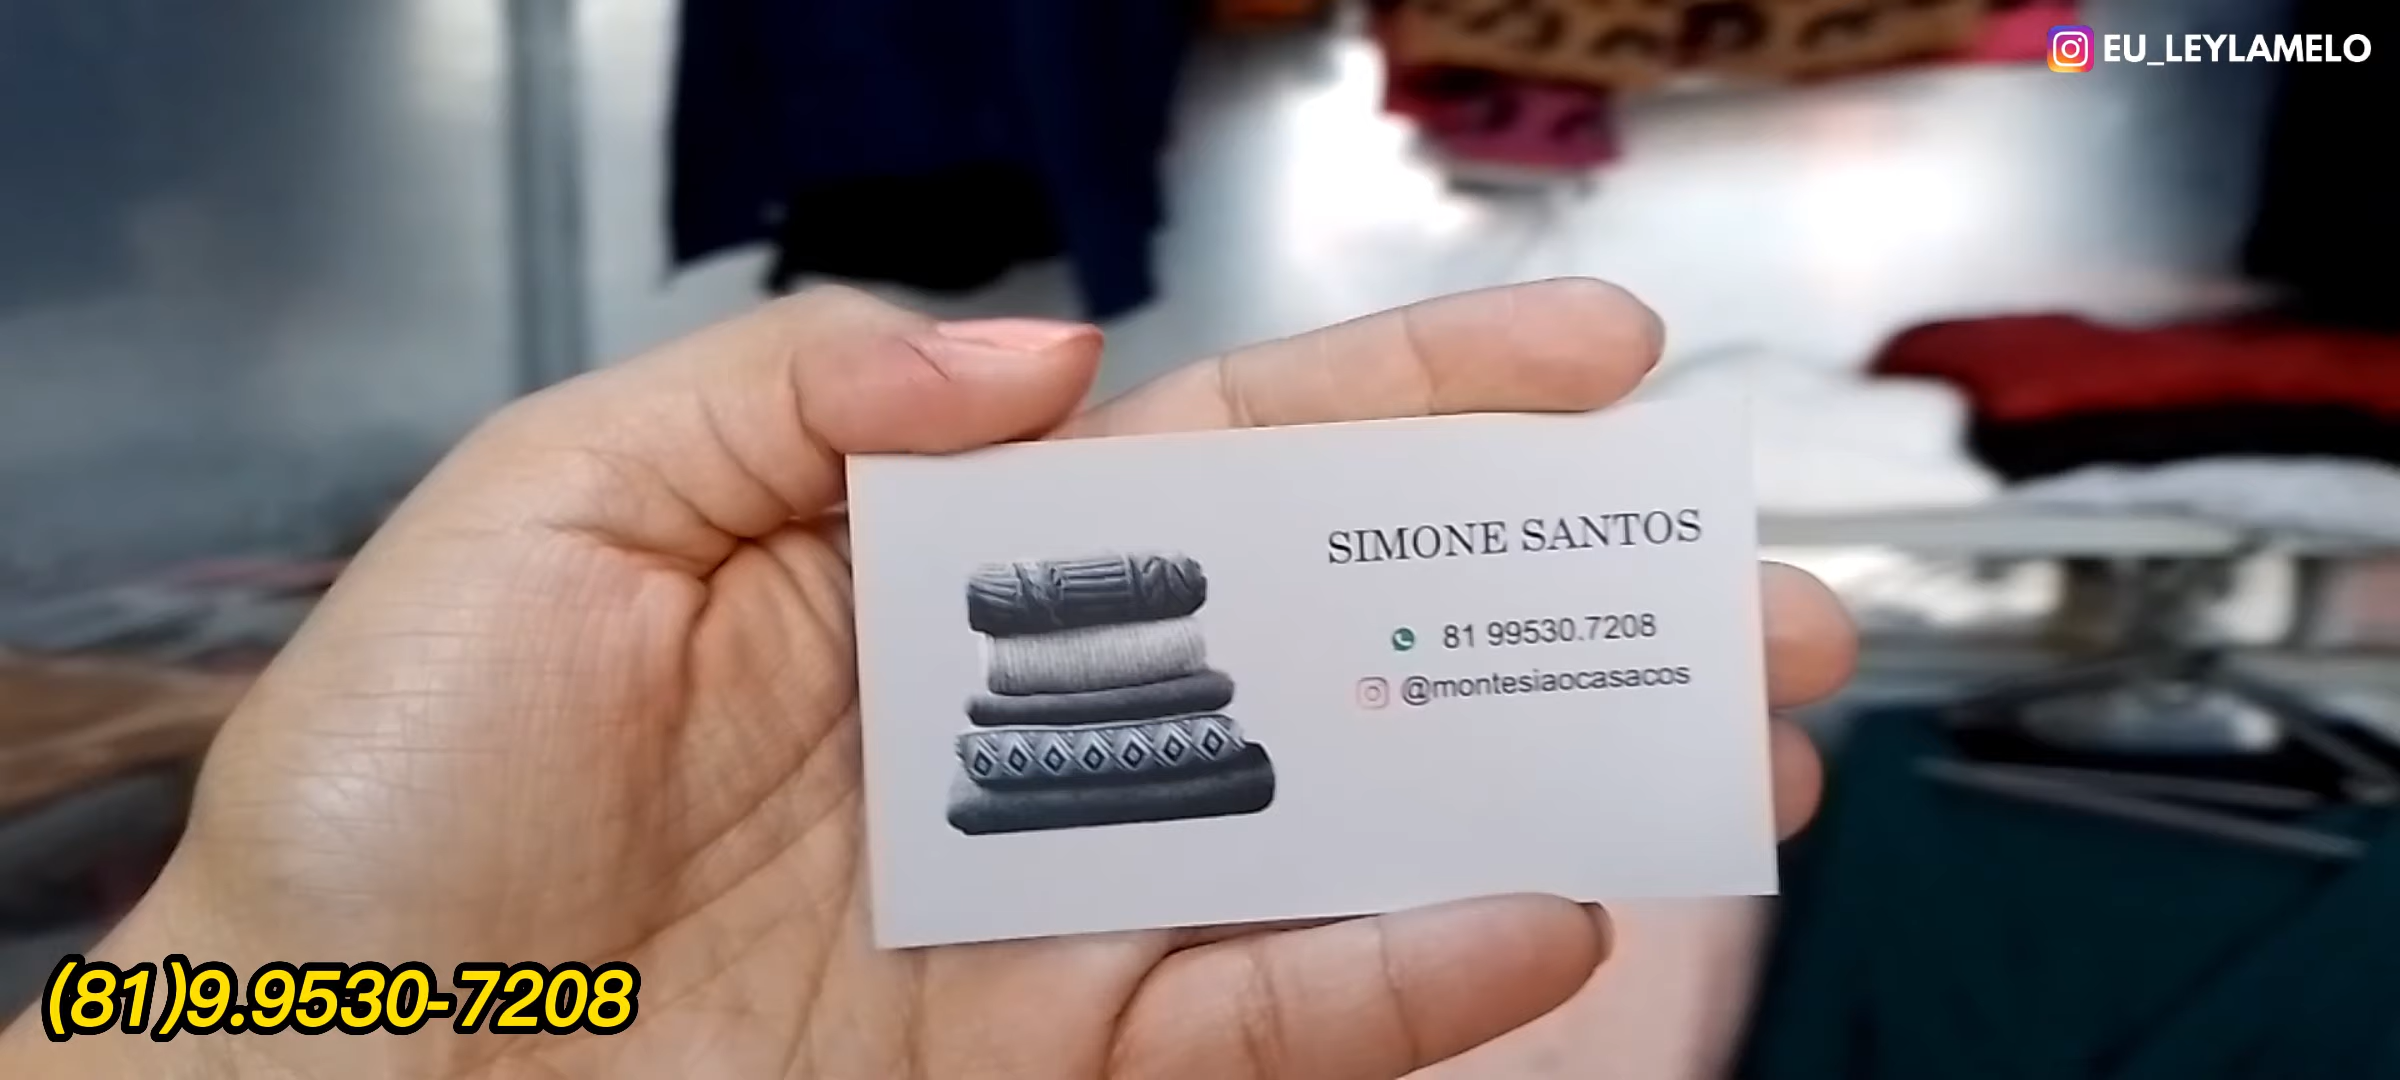 EU_LEYLAMELO
SIMONE SANTOS
81 99530.7208
@montesiaocasacos
(81)9.9530-7208